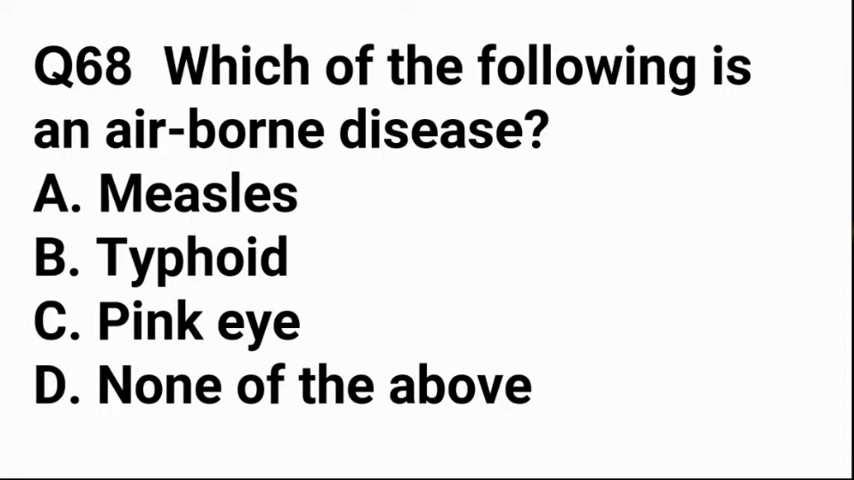 Q68 Which of the following is
an air-borne disease?
A. Measles
B. Typhoid
C. Pink eye
D. None of the above